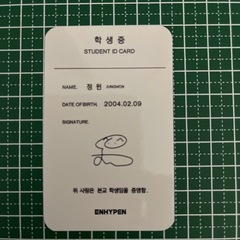 학 생 증
STUDENT ID CARD
NAME. 정 원 JUNGWON
DATE OF BIRTH. 2004.02.09
SIGNATURE.
위 사람은 본교 학생임을 증명함.
ENHYPEN